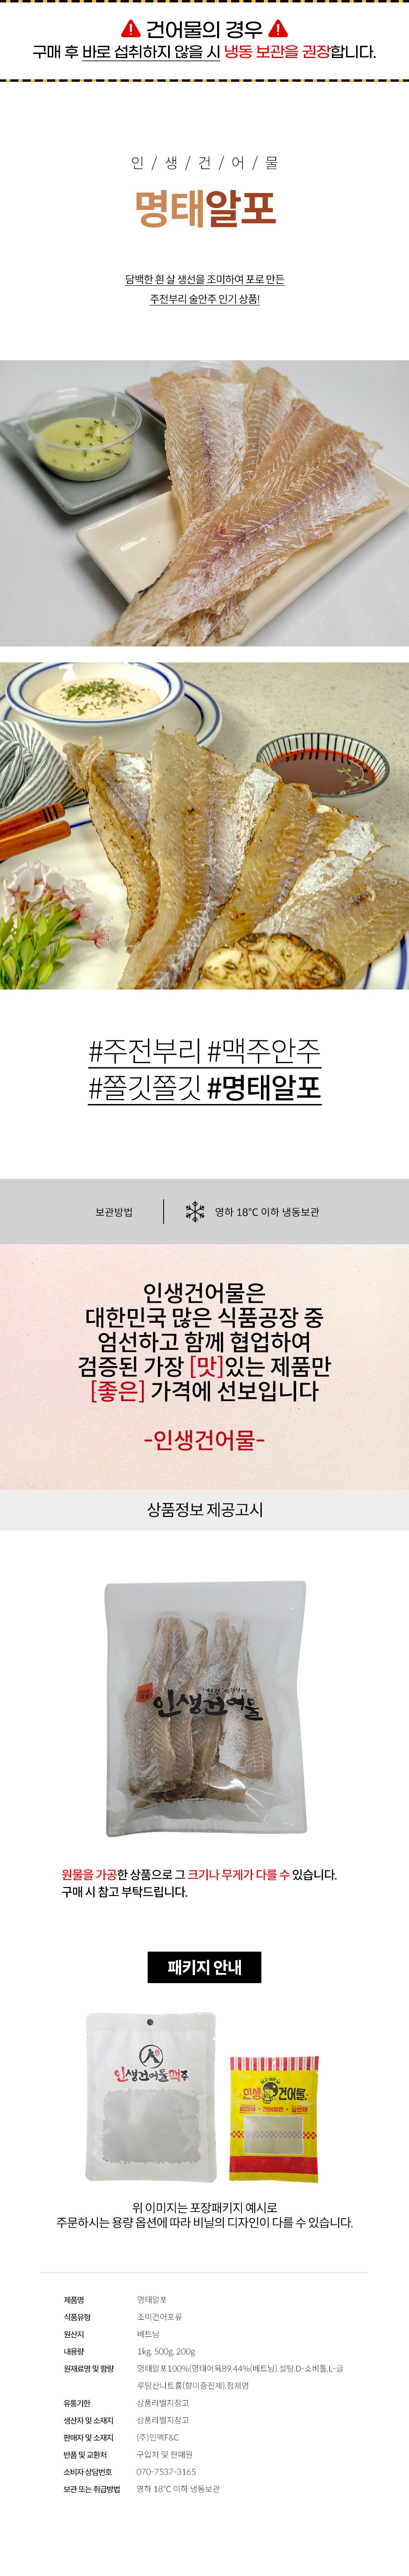 건어물의 경우
구매 후 바로 섭취하지 않을 시 냉동 보관을 권장합니다.
인 / 생 / 건 / 어 / 물
명태알포
담백한 흰 살 생선을 조미하여 포로 만든
주전부리 술안주 인기 상품!
#주전부리 #맥주안주
#쫄깃쫄깃 #명태알포
보관방법
영하 18℃ 이하 냉동보관
인생건어물은
대한민국 많은 식품공장 중
엄선하고 함께 협업하여
검증된 가장 [맛]있는 제품만
[좋은] 가격에 선보입니다
-인생건어물-
상품정보 제공고시
인생건어물
원물을 가공한 상품으로 그 크기나 무게가 다를 수 있습니다.
구매 시 참고 부탁드립니다.
패키지 안내
인생건어물맥주
인생건어물
위 이미지는 포장패키지 예시로
주문하시는 용량 옵션에 따라 비닐의 디자인이 다를 수 있습니다.
제품명 명태알포
식품유형 조미건어포류
원산지 베트남
내용량 1kg, 500g, 200g
원재료명 및 함량 명태알포100%(명태어육89.44%(베트남),설탕,D-소비톨,L-글
루탐산나트륨(향미증진제),정제염
유통기한 상품라벨지참고
생산자 및 소재지 상품라벨지참고
판매자 및 소재지 (주)인맥F&C
반품 및 교환처 구입처 및 판매원
소비자 상담번호 070-7537-3165
보관 또는 취급방법 영하 18℃ 이하 냉동보관